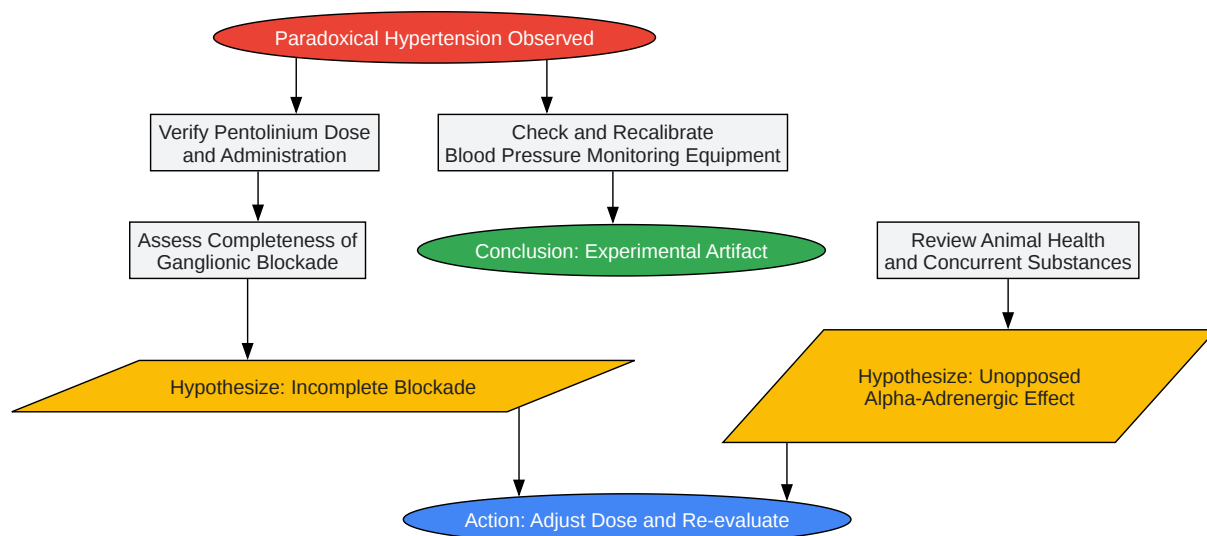 Paradoxical Hypertension Observed
Verify Pentolinium Dose
and Administration
Check and Recalibrate
Blood Pressure Monitoring Equipment
Assess Completeness of
Ganglionic Blockade
Conclusion: Experimental Artifact
Review Animal Health
and Concurrent Substances
Hypothesize: Incomplete Blockade
Hypothesize: Unopposed
Alpha-Adrenergic Effect
Action: Adjust Dose and Re-evaluate